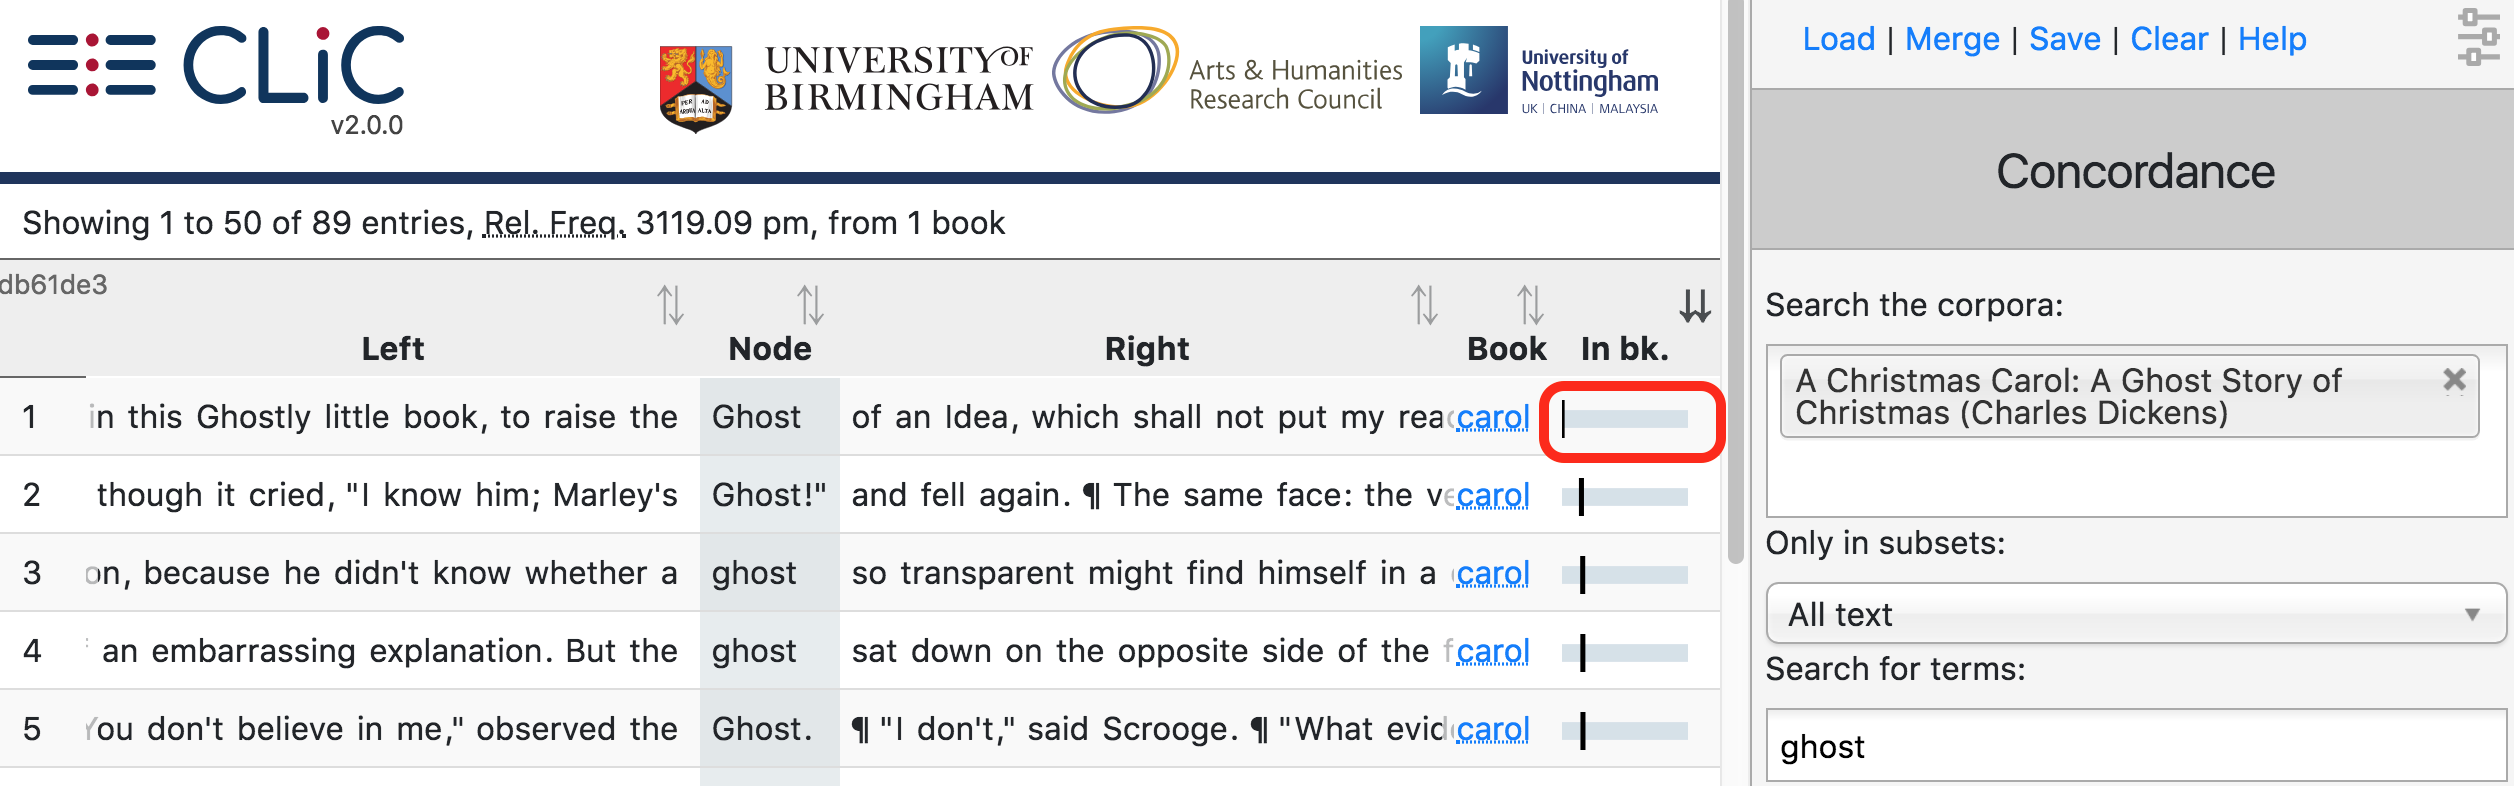 CLiC
v2.0.0
UNIVERSITY OF
BIRMINGHAM
PER AD
ARDUA ALTA
Arts & Humanities
Research Council
University of
Nottingham
UK | CHINA | MALAYSIA
Load | Merge | Save | Clear | Help
Concordance
Showing 1 to 50 of 89 entries, Rel. Freq. 3119.09 pm, from 1 book
db61de3
Left Node Right Book In bk.
1 in this Ghostly little book, to raise the Ghost of an Idea, which shall not put my rea carol
2 though it cried, "I know him; Marley's Ghost!" and fell again. ¶ The same face: the ve carol
3 on, because he didn't know whether a ghost so transparent might find himself in a carol
4 an embarrassing explanation. But the ghost sat down on the opposite side of the f carol
5 You don't believe in me," observed the Ghost. ¶ "I don't," said Scrooge. ¶ "What evid carol
Search the corpora:
A Christmas Carol: A Ghost Story of
Christmas (Charles Dickens)
Only in subsets:
All text
Search for terms:
ghost